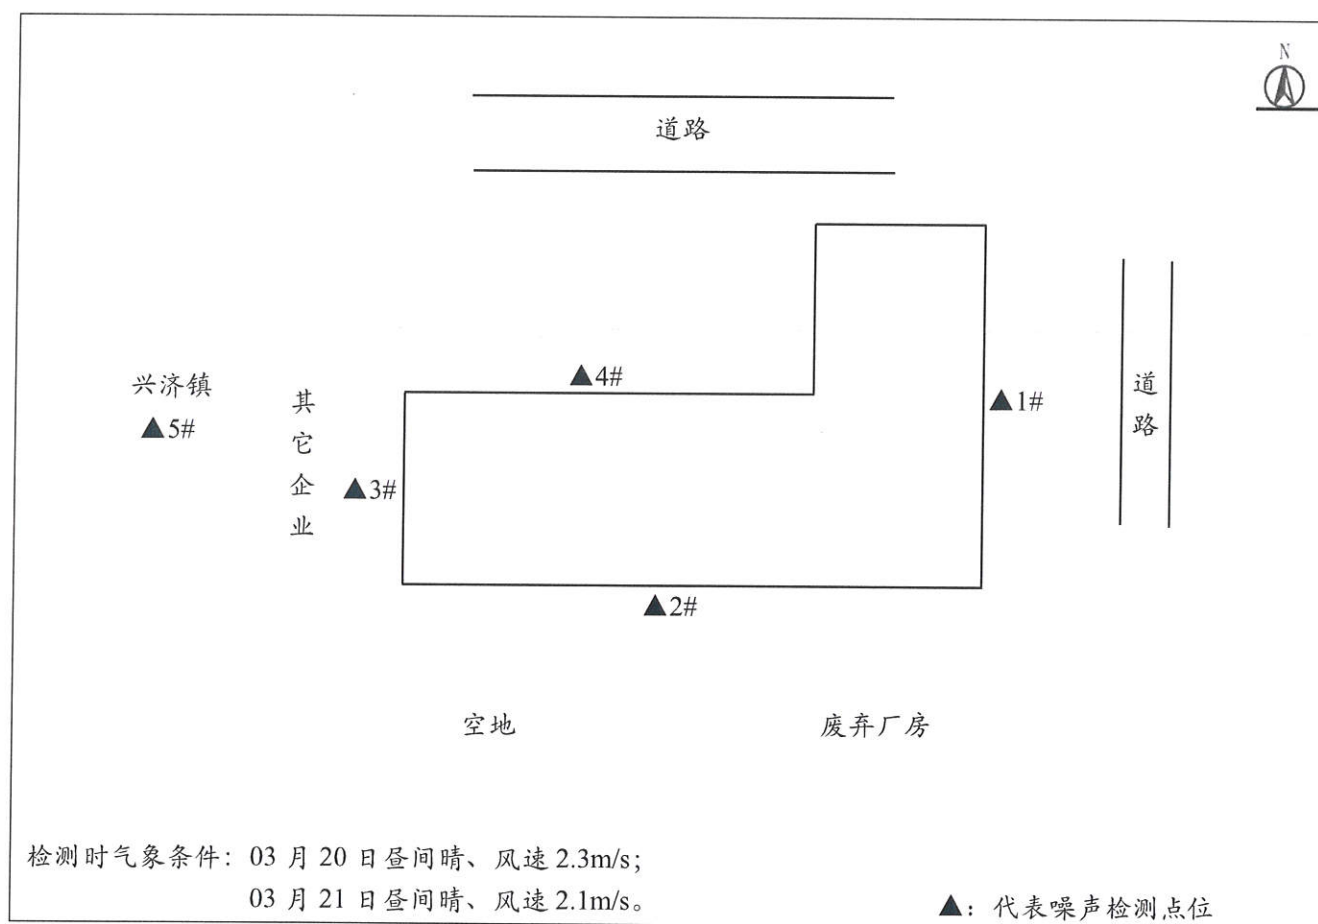 N
道路
▲4#
兴济镇
▲5#
其它企业
▲3#
▲1#
道路
▲2#
空地
废弃厂房
检测时气象条件：03 月 20 日昼间晴、风速 2.3m/s；
03 月 21 日昼间晴、风速 2.1m/s。
▲：代表噪声检测点位